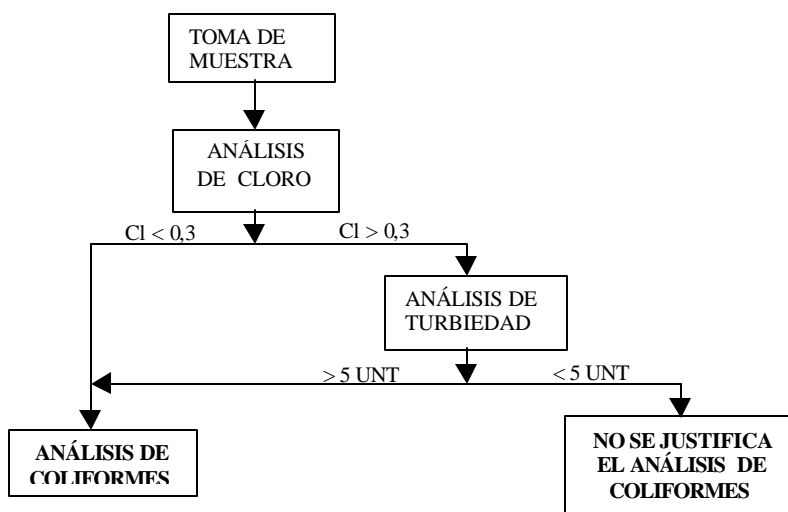 TOMA DE
MUESTRA
ANÁLISIS
DE CLORO
Cl < 0,3
Cl > 0,3
ANÁLISIS DE
TURBIEDAD
> 5 UNT
< 5 UNT
ANÁLISIS DE
COLIFORMES
NO SE JUSTIFICA
EL ANÁLISIS DE
COLIFORMES